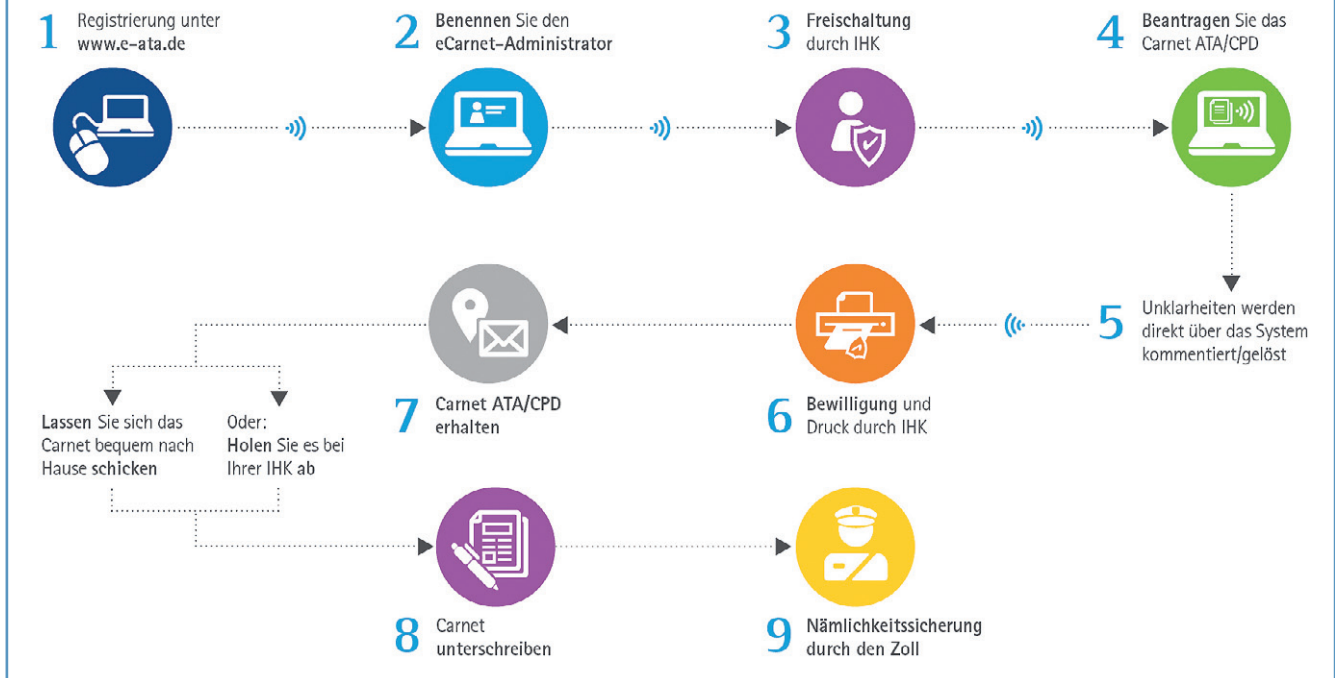 1 Registrierung unter
www.e-ata.de
2 Benennen Sie den
eCarnet-Administrator
3 Freischaltung
durch IHK
4 Beantragen Sie das
Carnet ATA/CPD
5 Unklarheiten werden
direkt über das System
kommentiert/gelöst
6 Bewilligung und
Druck durch IHK
7 Carnet ATA/CPD
erhalten
Lassen Sie sich das
Carnet bequem nach
Hause schicken
Oder:
Holen Sie es bei
Ihrer IHK ab
8 Carnet
unterschreiben
9 Nämlichkeitssicherung
durch den Zoll